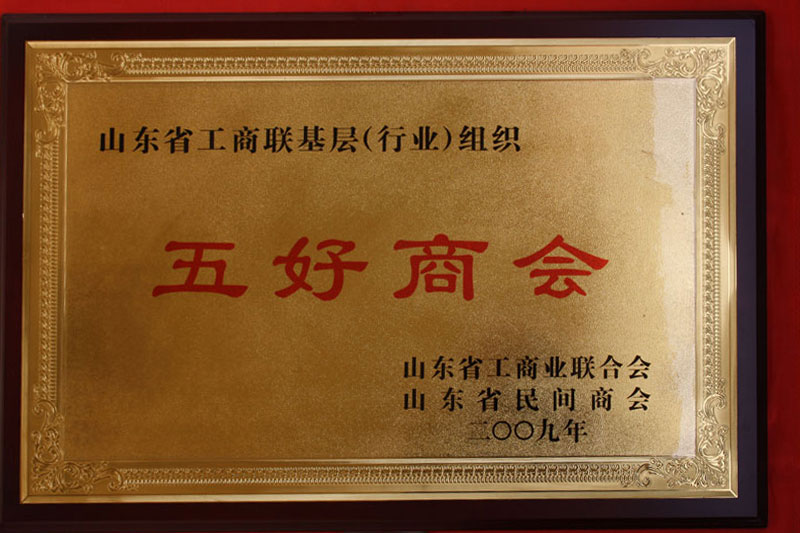 山东省工商联基层(行业)组织
五好商会
山东省工商业联合会
山东省民间商会
二〇〇九年